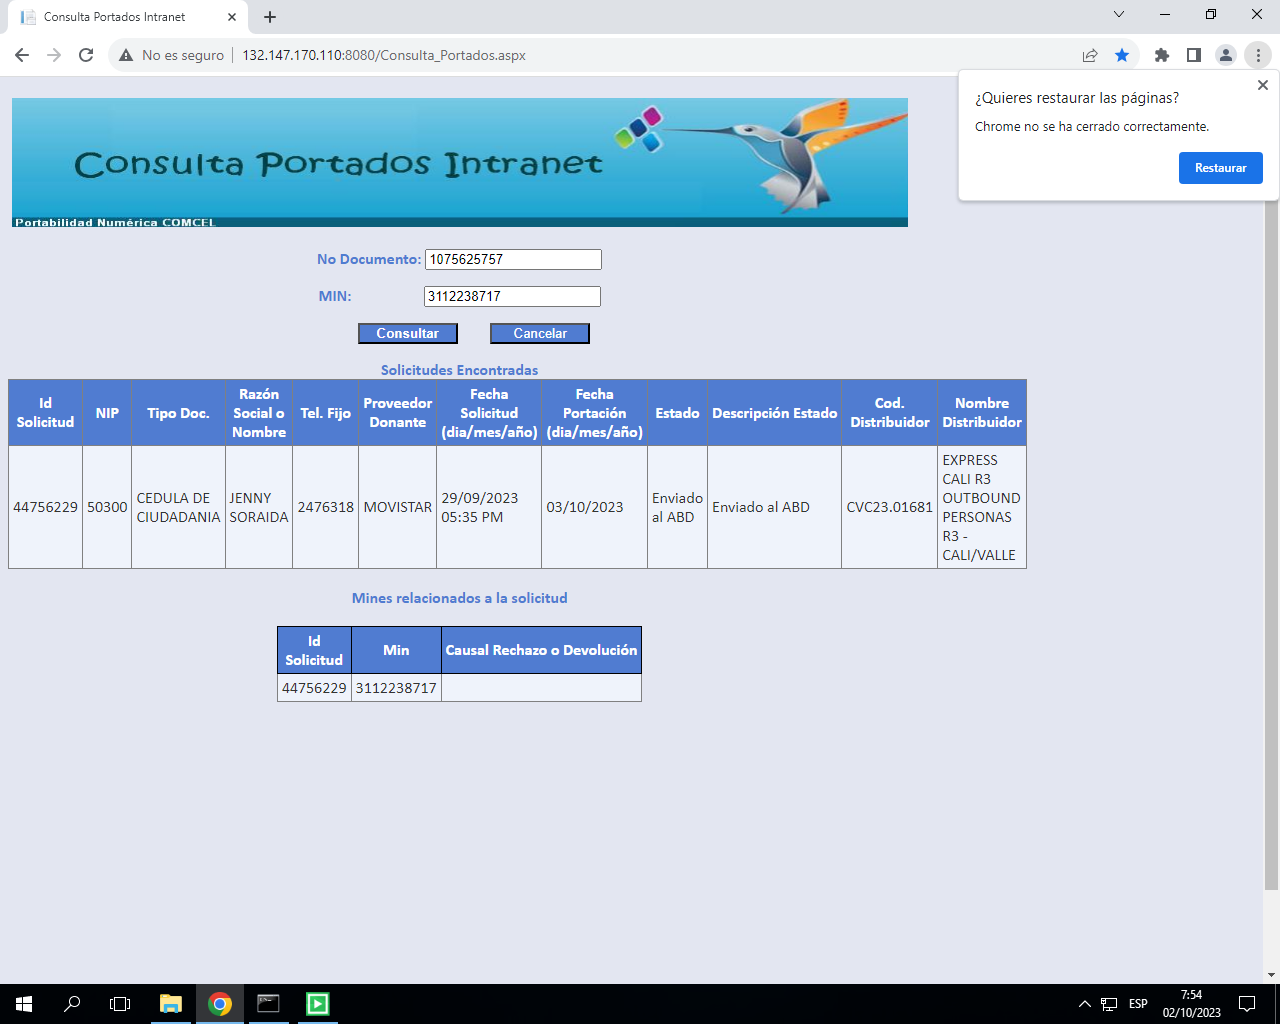 Consulta Portados Intranet
No es seguro
132.147.170.110:8080/Consulta_Portados.aspx
¿Quieres restaurar las páginas?
Chrome no se ha cerrado correctamente.
Restaurar
Consulta Portados Intranet
Portabilidad Numérica COMCEL
No Documento: 1075625757
MIN: 3112238717
Consultar Cancelar
Solicitudes Encontradas
Id Solicitud NIP Tipo Doc. Razón Social o Nombre Tel. Fijo Proveedor Donante Fecha Solicitud (dia/mes/año) Fecha Portación (dia/mes/año) Estado Descripción Estado Cod. Distribuidor Nombre Distribuidor
44756229 50300 CEDULA DE CIUDADANIA JENNY SORAIDA 2476318 MOVISTAR 29/09/2023 05:35 PM 03/10/2023 Enviado al ABD Enviado al ABD CVC23.01681 EXPRESS CALI R3 OUTBOUND PERSONAS R3 - CALI/VALLE
Mines relacionados a la solicitud
Id Solicitud Min Causal Rechazo o Devolución
44756229 3112238717
ESP
7:54
02/10/2023